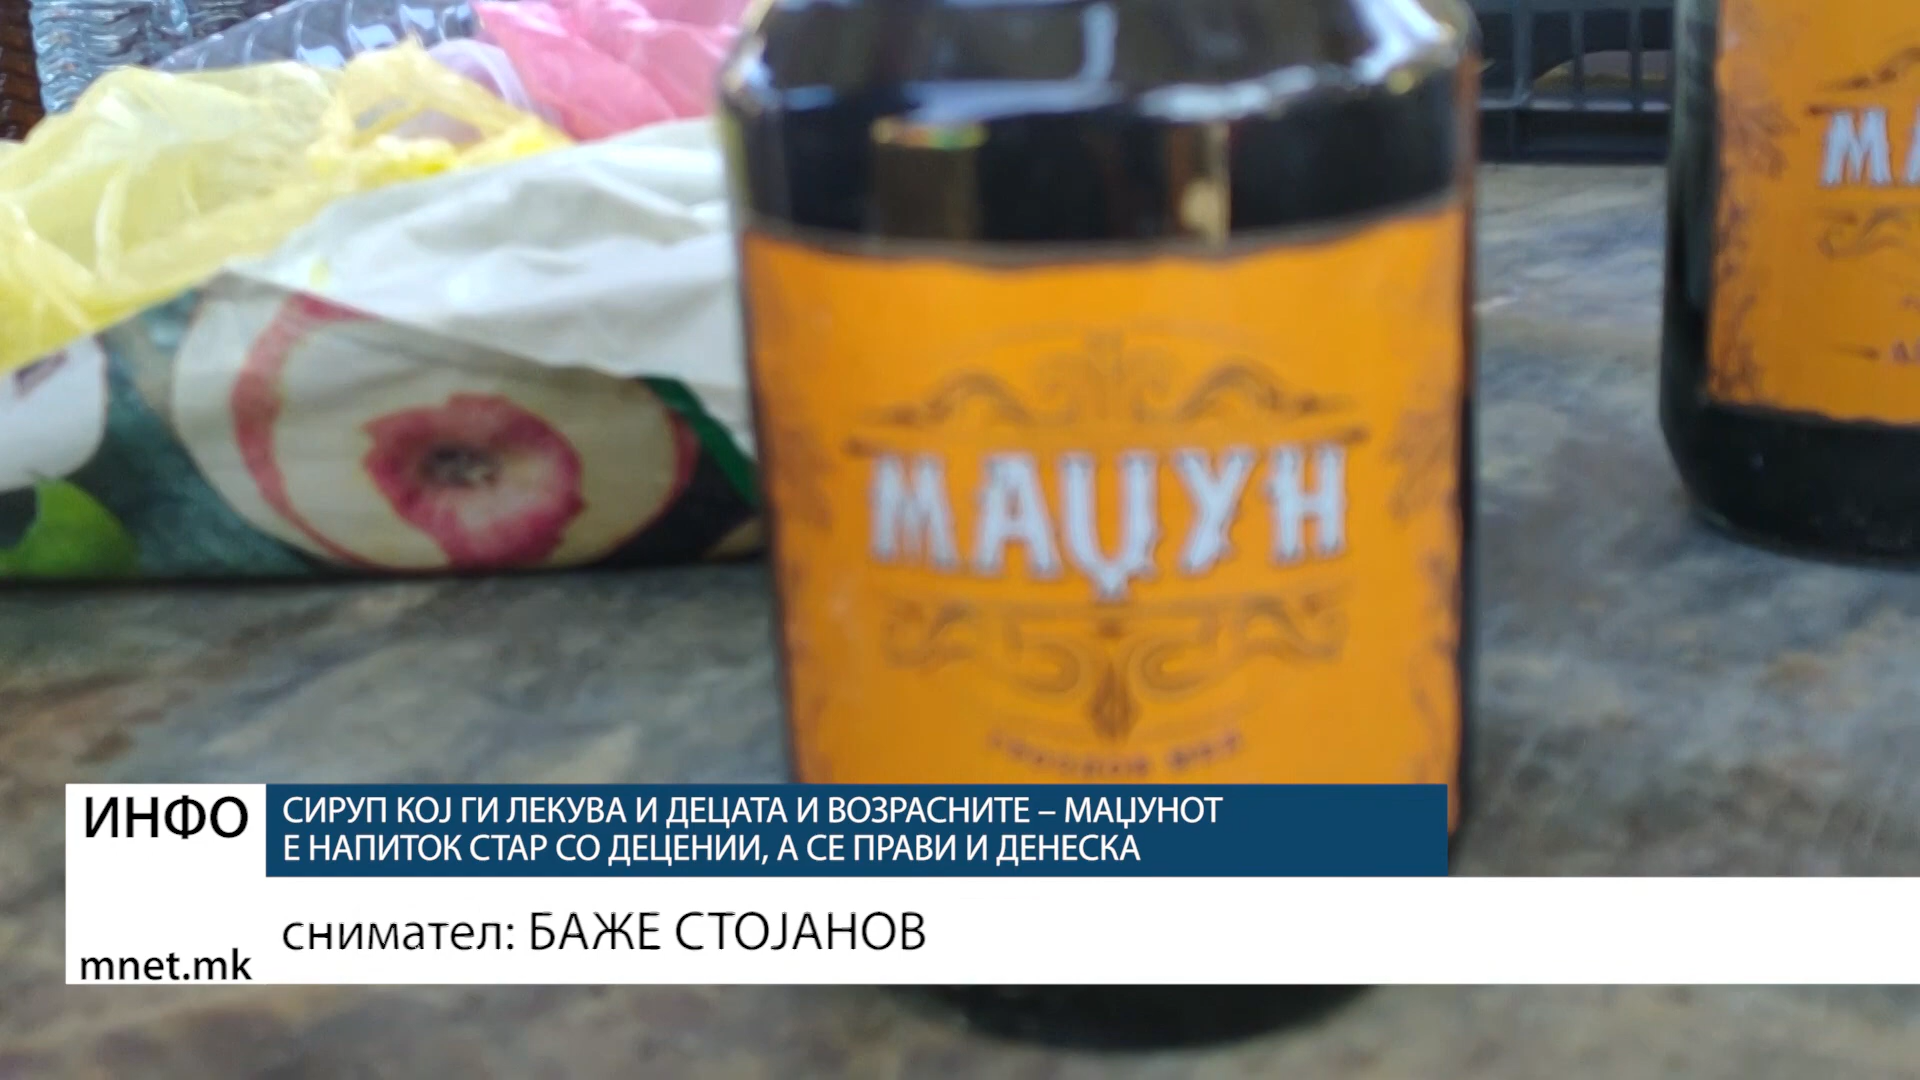 МАЏУН
МА
ИНФО
СИРУП КОЈ ГИ ЛЕКУВА И ДЕЦАТА И ВОЗРАСНИТЕ – МАЏУНОТ
Е НАПИТОК СТАР СО ДЕЦЕНИИ, А СЕ ПРАВИ И ДЕНЕСКА
снимател: БАЖЕ СТОЈАНОВ
mnet.mk